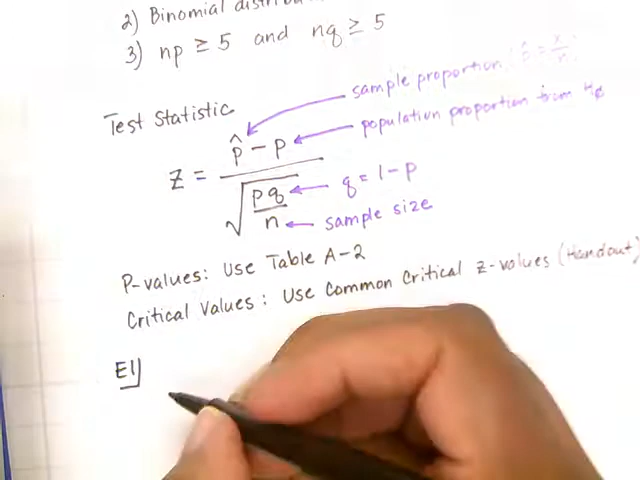 2) Binomial
3) np ≥ 5 and nq ≥ 5
sample proportion (p̂ = x/n)
Test Statistic
population proportion from H₀
z = (p̂ − p) / √(pq/n)
q = 1 − p
sample size
P-values: Use Table A-2
Critical Values: Use Common Critical z-values (Handout)
E1